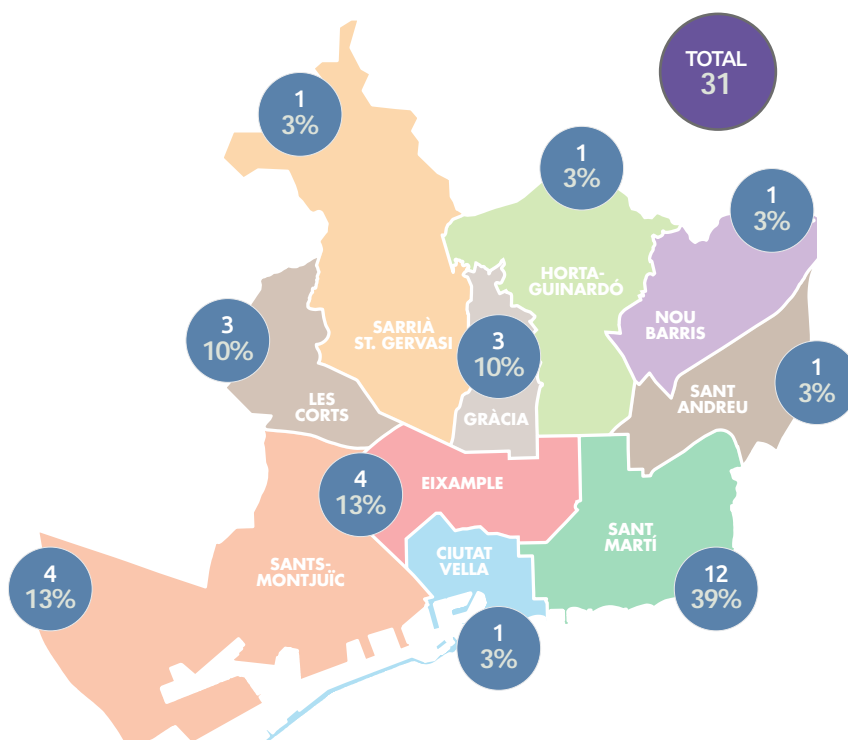 TOTAL
31
1
3%
1
3%
1
3%
HORTA-
GUINARDÓ
NOU
BARRIS
SARRIÀ
ST. GERVASI
3
10%
3
10%
1
3%
SANT
ANDREU
LES
CORTS
GRÀCIA
4
13%
EIXAMPLE
SANT
MARTÍ
CIUTAT
VELLA
SANTS-
MONTJUÏC
4
13%
12
39%
1
3%